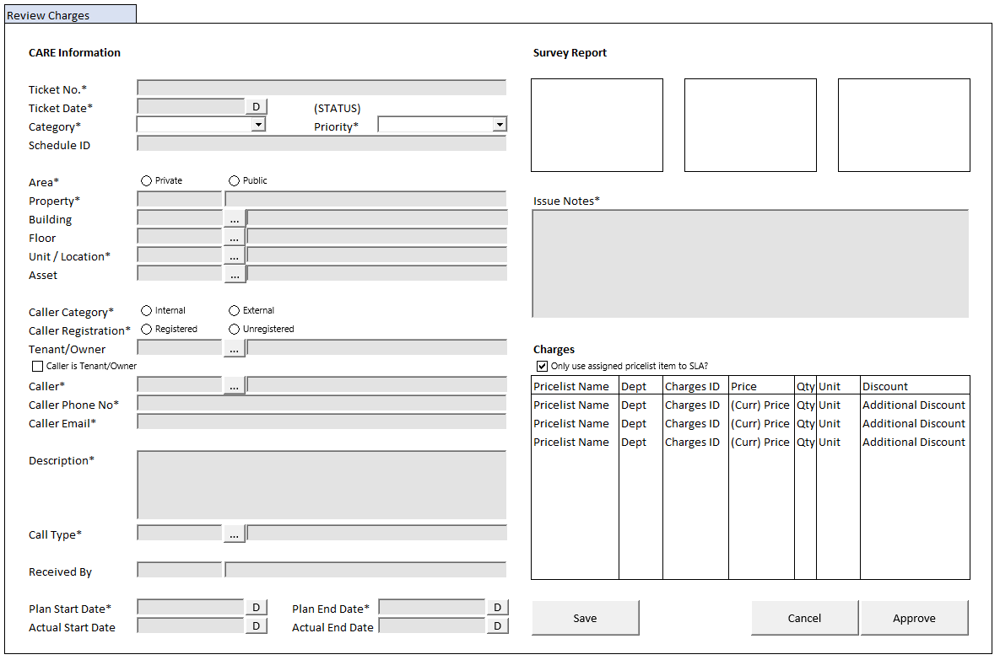 Review Charges
CARE Information
Ticket No.*
Ticket Date* D (STATUS)
Category* Priority*
Schedule ID
Area* Private Public
Property*
Building ...
Floor ...
Unit / Location* ...
Asset ...
Caller Category* Internal External
Caller Registration* Registered Unregistered
Tenant/Owner ...
Caller is Tenant/Owner
Caller* ...
Caller Phone No*
Caller Email*
Description*
Call Type* ...
Received By
Plan Start Date* D Plan End Date* D
Actual Start Date D Actual End Date D
Survey Report
Issue Notes*
Charges
Only use assigned pricelist item to SLA?
Pricelist Name Dept Charges ID Price Qty Unit Discount
Pricelist Name Dept Charges ID (Curr) Price Qty Unit Additional Discount
Pricelist Name Dept Charges ID (Curr) Price Qty Unit Additional Discount
Pricelist Name Dept Charges ID (Curr) Price Qty Unit Additional Discount
Save Cancel Approve